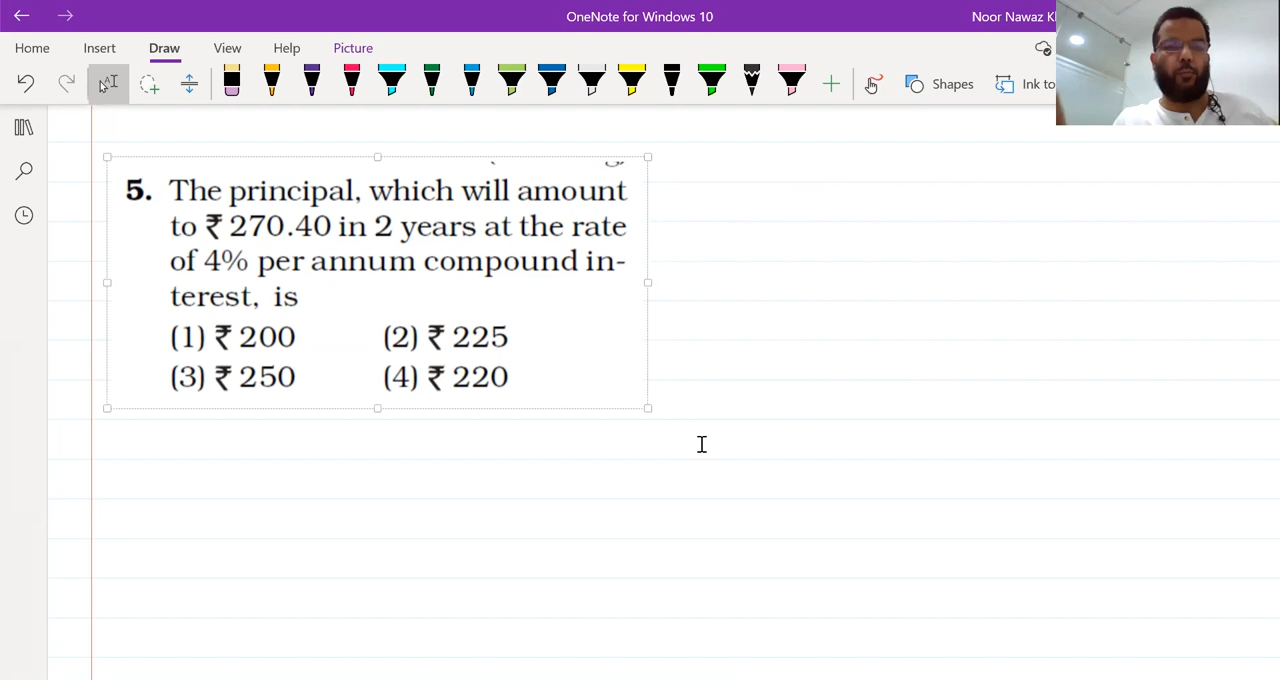 OneNote for Windows 10
Noor Nawaz
Home Insert Draw View Help Picture
Shapes
Ink to
5. The principal, which will amount
to ₹ 270.40 in 2 years at the rate
of 4% per annum compound in-
terest, is
(1) ₹ 200 (2) ₹ 225
(3) ₹ 250 (4) ₹ 220